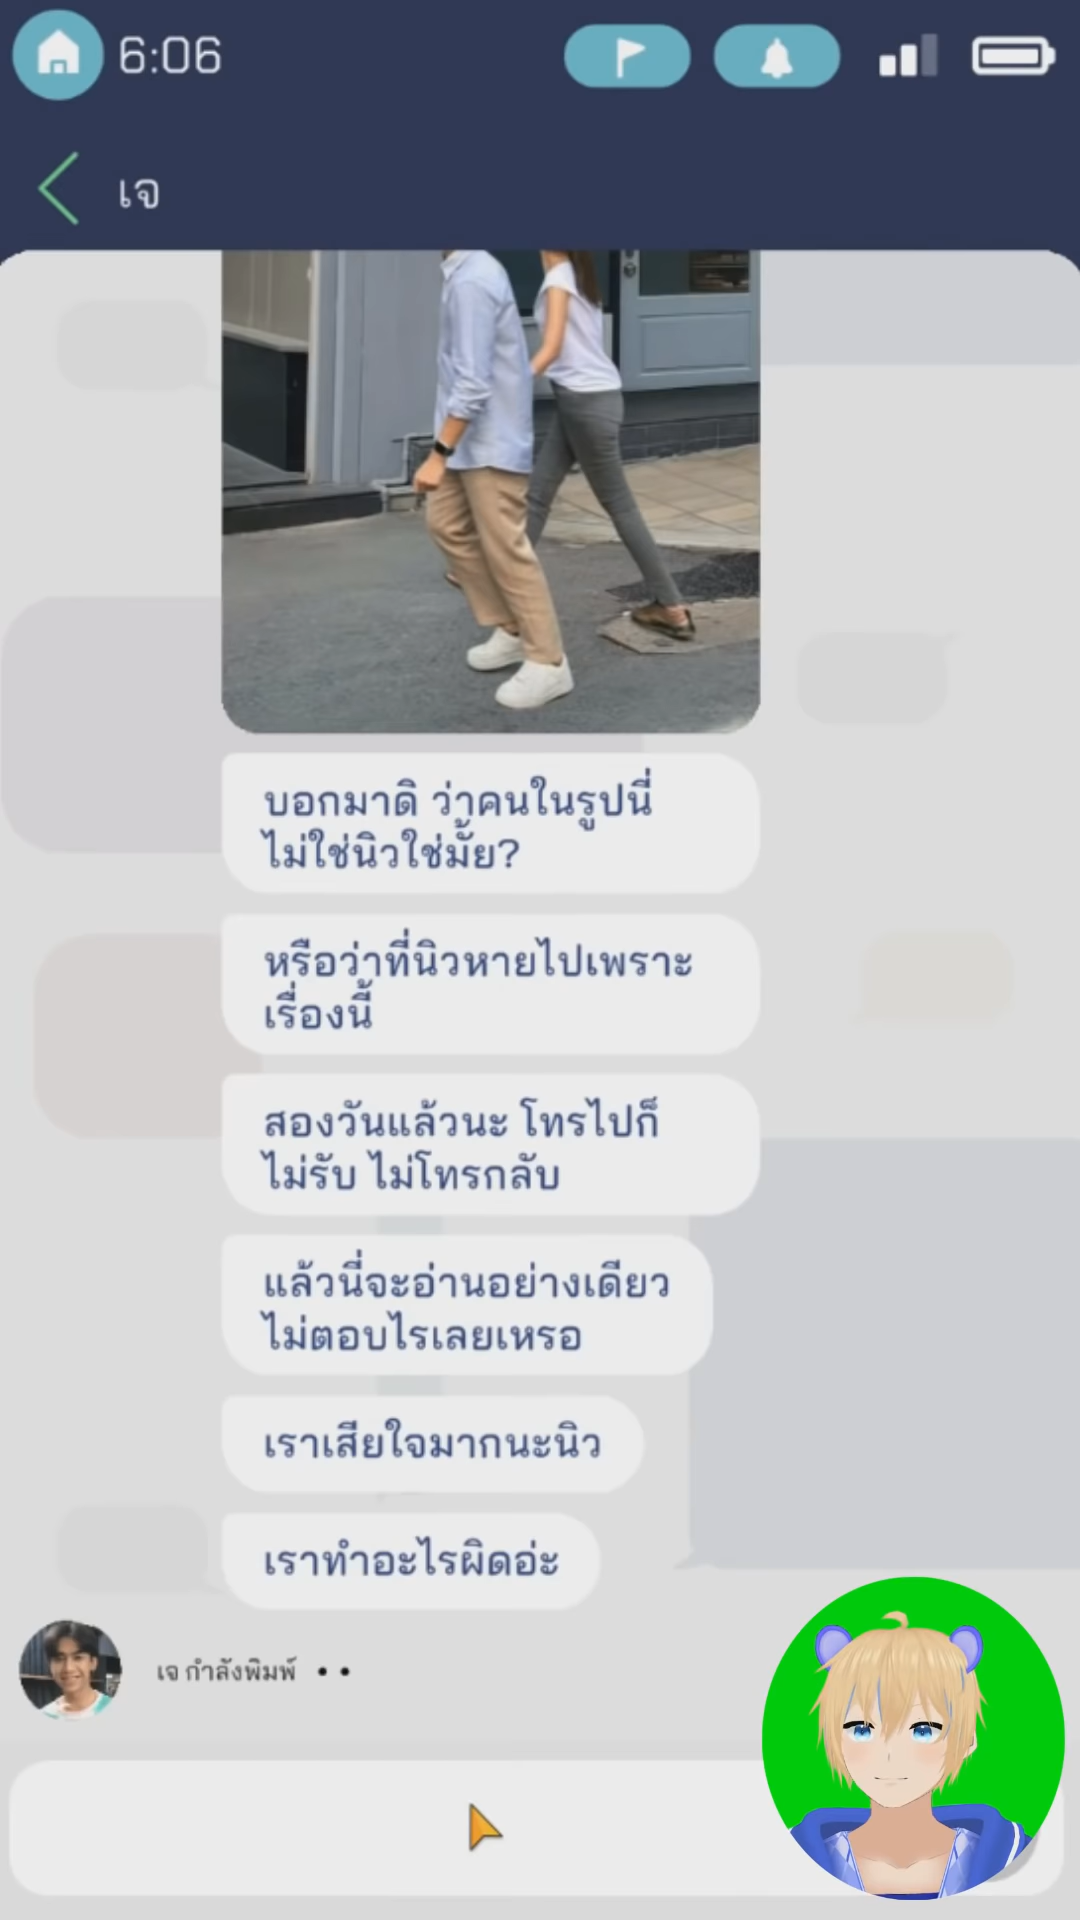 6:06
เจ
บอกมาดิ ว่าคนในรูปนี่
ไม่ใช่นิวใช่มั้ย?
หรือว่าที่นิวหายไปเพราะ
เรื่องนี้
สองวันแล้วนะ โทรไปก็
ไม่รับ ไม่โทรกลับ
แล้วนี่จะอ่านอย่างเดียว
ไม่ตอบไรเลยเหรอ
เราเสียใจมากนะนิว
เราทำอะไรผิดอ่ะ
เจ กำลังพิมพ์